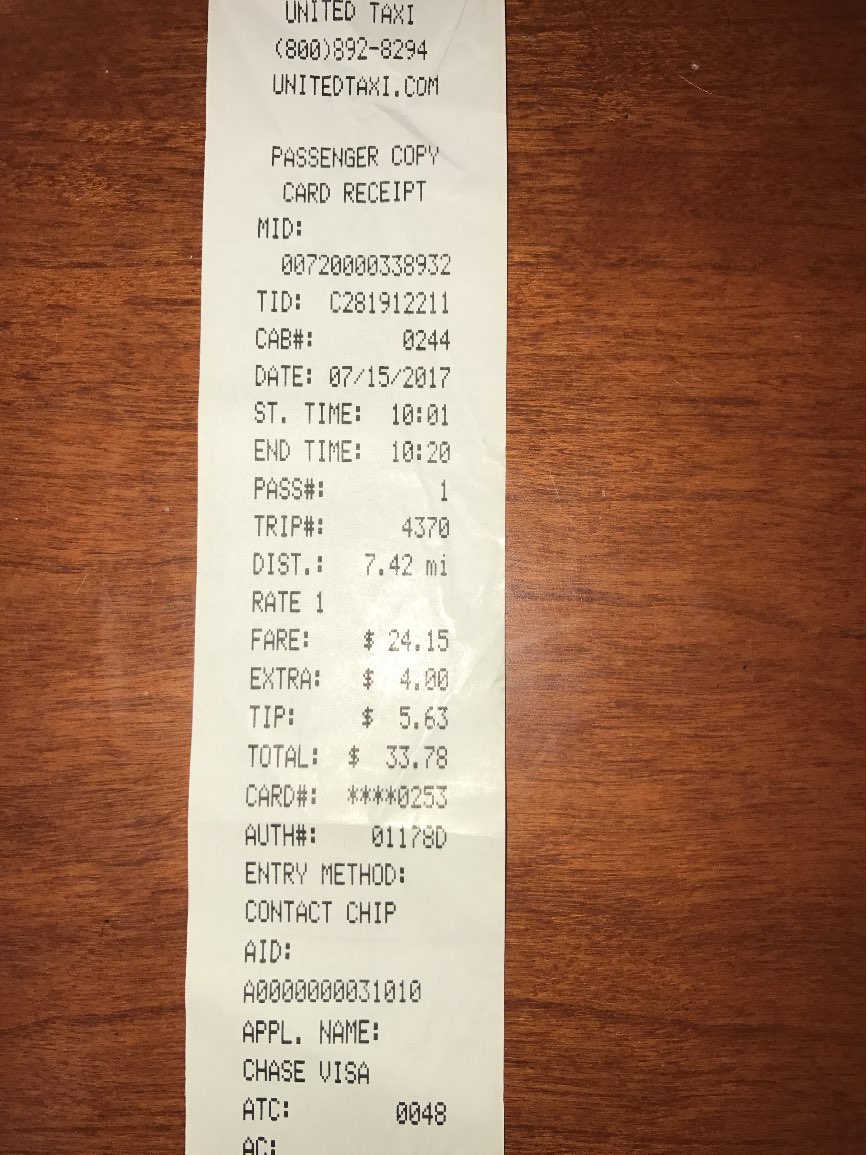 UNITED TAXI
(800)892-8294
UNITEDTAXI.COM
PASSENGER COPY
CARD RECEIPT
MID:
00720000338932
TID: C281912211
CAB#: 0244
DATE: 07/15/2017
ST. TIME: 10:01
END TIME: 10:20
PASS#: 1
TRIP#: 4370
DIST.: 7.42 mi
RATE 1
FARE: $ 24.15
EXTRA: $ 4.00
TIP: $ 5.63
TOTAL: $ 33.78
CARD#: ****0253
AUTH#: 01178D
ENTRY METHOD:
CONTACT CHIP
AID:
A0000000031010
APPL. NAME:
CHASE VISA
ATC: 0048
AC: